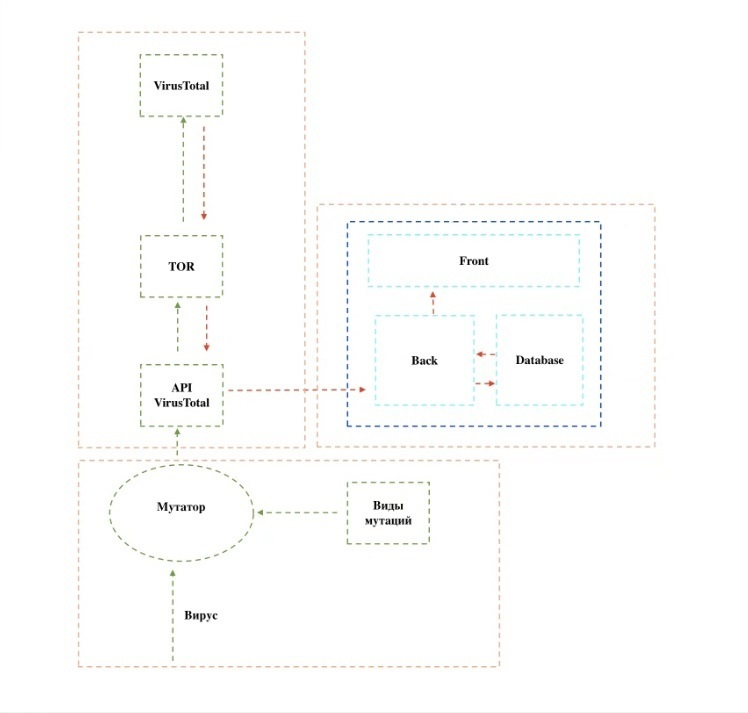 VirusTotal
TOR
Front
Back
Database
API
VirusTotal
Мутатор
Виды
мутаций
Вирус